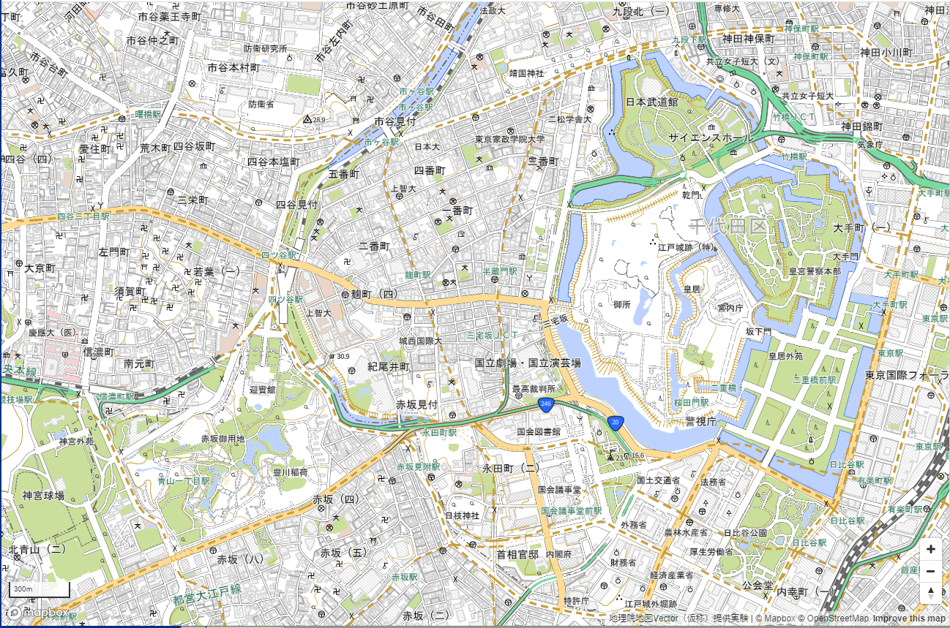 市谷砂土原町
市谷田町
法政大
九段北（一）
専修大
神田
市谷薬王寺町
神田神保町
神保町駅
市谷仲之町
防衛研究所
九段下駅
神田小川町
市谷本村町
靖国神社
共立女子短大（文）
神保町駅
市谷台町
市ヶ谷駅
日本武道館
共立女子短大
防衛省
二松学舎大
竹橋ＪＣＴ
曙橋駅
28.9
市谷見付
神田錦町
サイエンスホール
愛住町
荒木町
四谷坂町
市ケ谷駅
日本大
東京家政学院大
気象庁
四谷本塩町
三番町
竹橋駅
五番町
四番町
上智大
乾門
大手町
三栄町
四谷見付
一番町
四谷三丁目駅
千代田区
大手町（一）
左門町
二番町
江戸城跡（特）
四ツ谷駅
大手門
大京町
若葉（一）
麹町駅
半蔵門駅
皇宮警察本部
大手町駅
須賀町
麹町（四）
皇居
四ツ谷駅
御所
宮内庁
大手町駅
上智大
三宅坂
慶應大（医）
城西国際大
三宅坂ＪＣＴ
坂下門
信濃町
30.9
皇居外苑
東京駅
南元町
紀尾井町
国立劇場・国立演芸場
東京国際フォーラ
央本線
二重橋前駅
迎賓館
最高裁判所
二重橋
信濃町駅
赤坂見付
246
桜田門駅
20
警視庁
神宮外苑
赤坂御用地
永田町駅
国会図書館
16.6
豊川稲荷
赤坂見附駅
永田町（二）
日比谷駅
青山一丁目駅
国土交通省
法務省
有楽町駅
神宮球場
赤坂（四）
国会議事堂
国会議事堂前駅
日枝神社
外務省
日比谷駅
有楽町駅
農林水産省
日比谷公園
日比谷駅
北青山（二）
赤坂（八）
赤坂（五）
首相官邸
内閣府
厚生労働省
財務省
赤坂駅
経済産業省
公会堂
銀座
300m
都営大江戸線
特許庁
江戸城外堀跡
内幸町（一）
mapbox
赤坂（二）
地理院地図Vector（仮称）提供実験 | © Mapbox © OpenStreetMap Improve this map